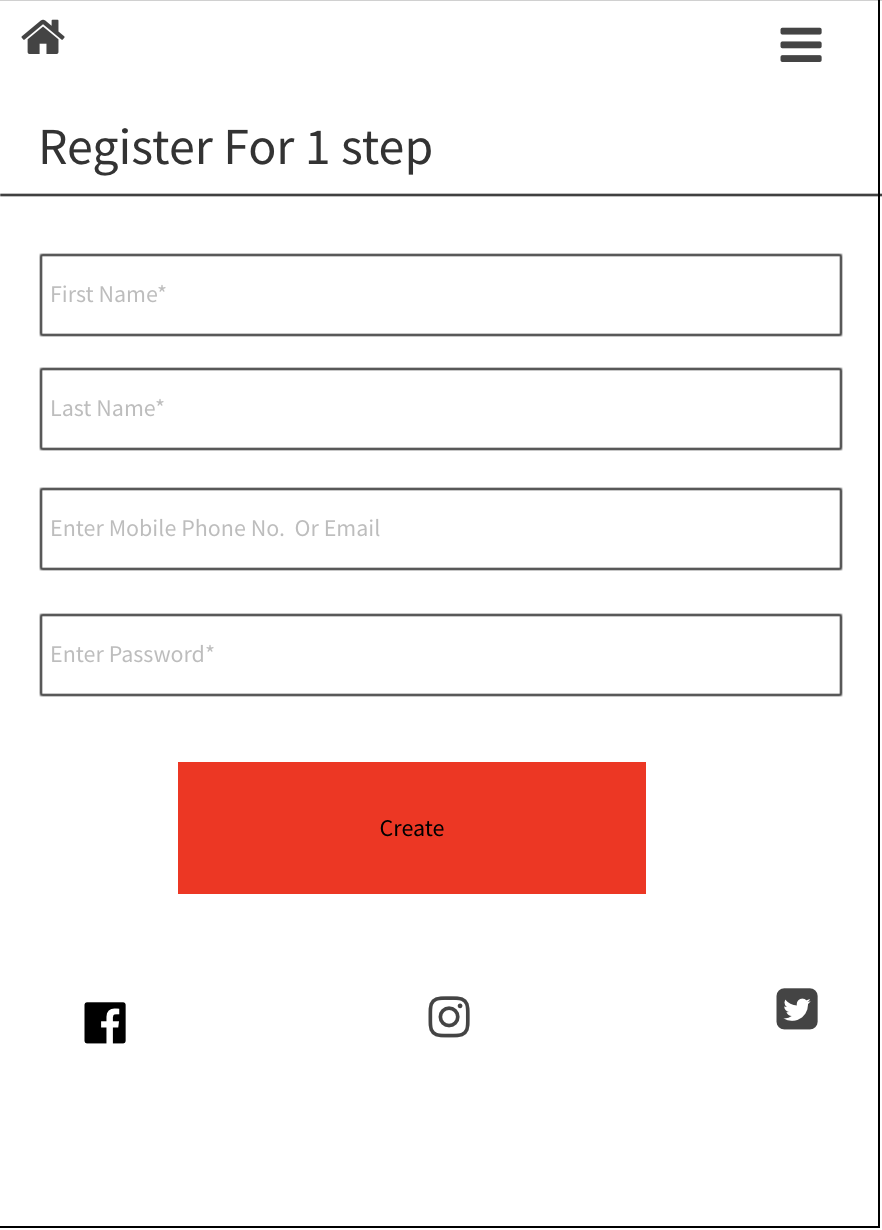 Register For 1 step
First Name*
Last Name*
Enter Mobile Phone No.  Or Email
Enter Password*
Create